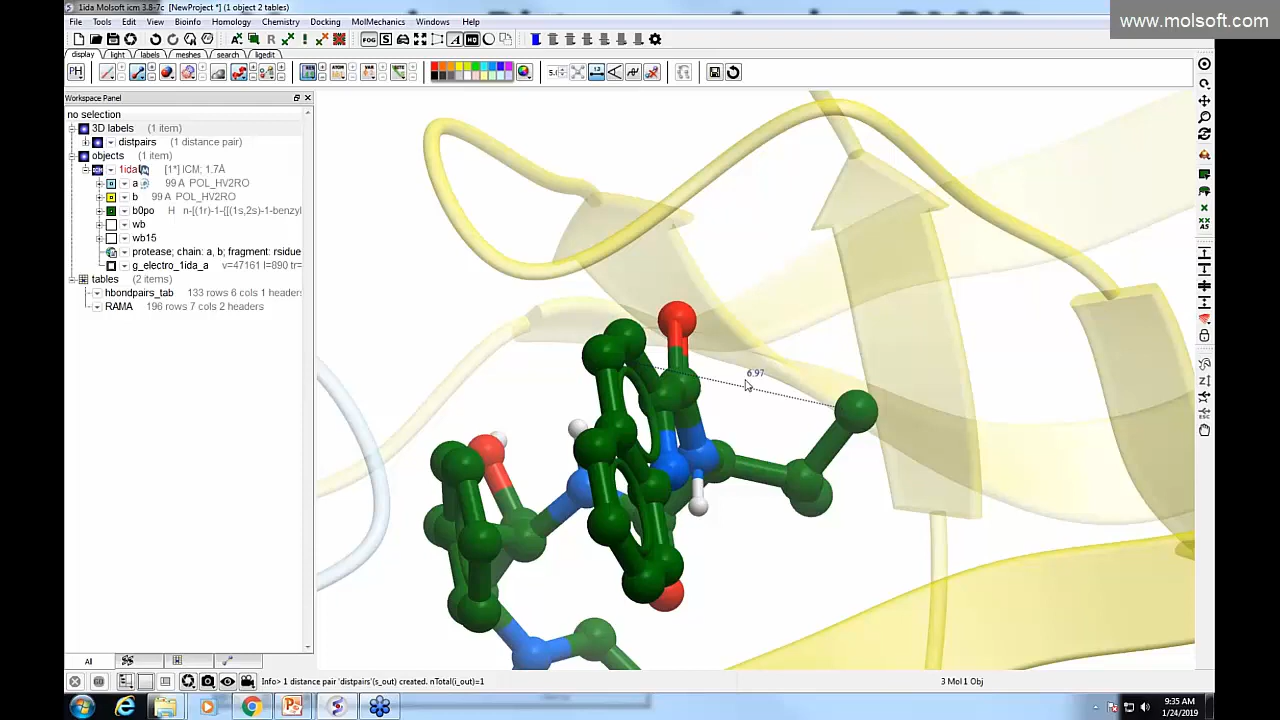 www.molsoft.com
1ida Molsoft icm 3.8-7c [NewProject *] (1 object 2 tables)
File Tools Edit View Bioinfo Homology Chemistry Docking MolMechanics Windows Help
FOG S A HD
display light labels meshes search ligedit
PH
Workspace Panel
no selection
3D labels (1 item)
distpairs (1 distance pair)
objects (1 item)
1ida [1*] ICM; 1.7Å
a 99 A POL_HV2RO
b 99 A POL_HV2RO
b0po H n-[(1r)-1-{[(1s,2s)-1-benzyl
wb
wb15
protease; chain: a, b; fragment: rsidue
g_electro_1ida_a v=47161 l=890 tr=
tables (2 items)
hbondpairs_tab 133 rows 6 cols 1 headers
RAMA 196 rows 7 cols 2 headers
6.97
All
Info> 1 distance pair 'distpairs'(s_out) created. nTotal(i_out)=1
3 Mol 1 Obj
9:35 AM
1/24/2019